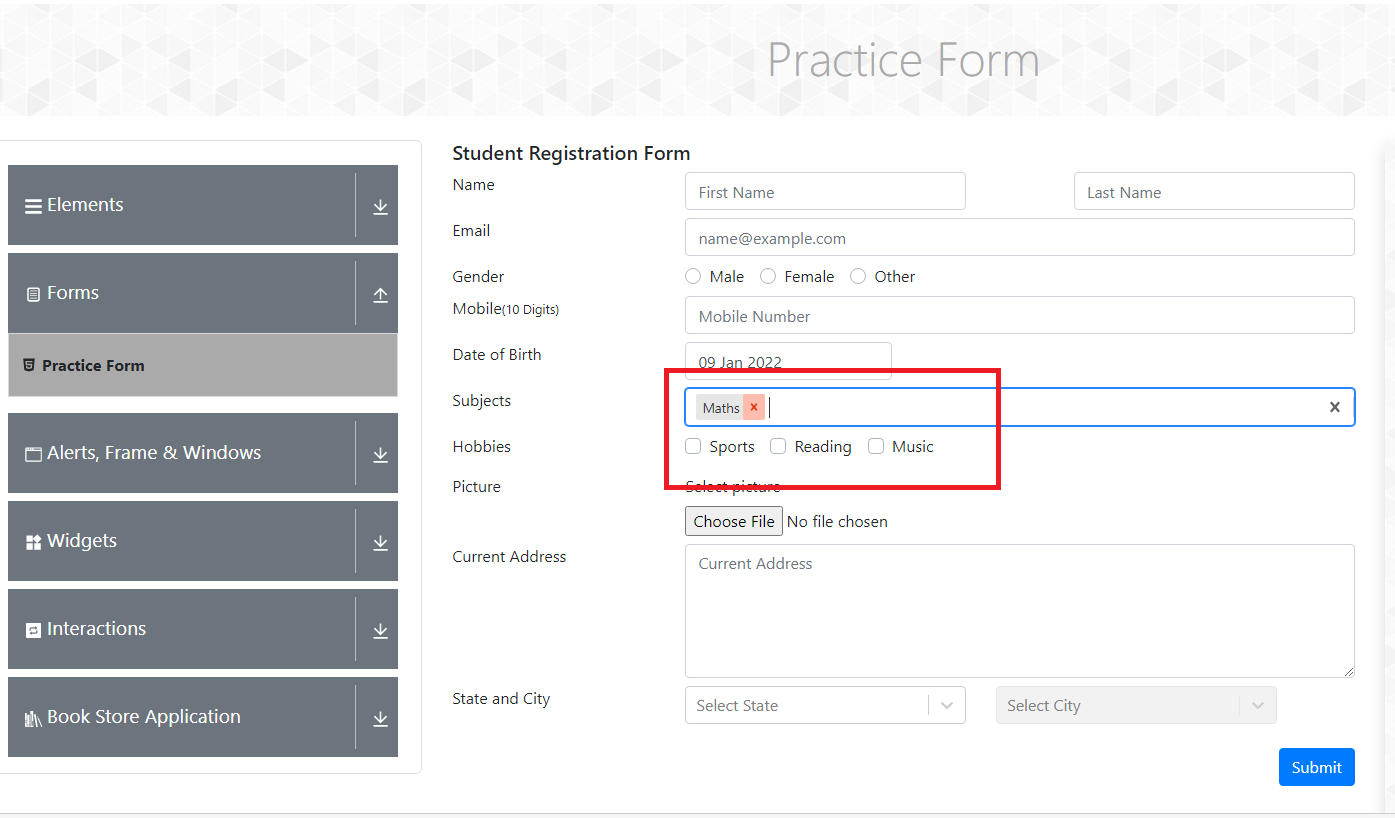 Practice Form
Elements
Forms
Practice Form
Alerts, Frame & Windows
Widgets
Interactions
Book Store Application
Student Registration Form
Name First Name Last Name
Email name@example.com
Gender Male Female Other
Mobile(10 Digits) Mobile Number
Date of Birth 09 Jan 2022
Subjects Maths
Hobbies Sports Reading Music
Picture Select picture
Choose File No file chosen
Current Address Current Address
State and City Select State Select City
Submit